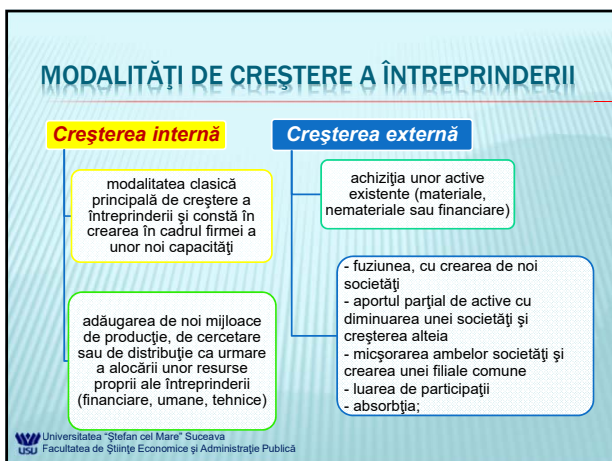 MODALITĂŢI DE CREŞTERE A ÎNTREPRINDERII
Creşterea internă
modalitatea clasică
principală de creştere a
întreprinderii şi constă în
crearea în cadrul firmei a
unor noi capacităţi
adăugarea de noi mijloace
de producţie, de cercetare
sau de distribuţie ca urmare
a alocării unor resurse
proprii ale întreprinderii
(financiare, umane, tehnice)
Creşterea externă
achiziţia unor active
existente (materiale,
nemateriale sau financiare)
- fuziunea, cu crearea de noi
societăţi
- aportul parţial de active cu
diminuarea unei societăţi şi
creşterea alteia
- micşorarea ambelor societăţi şi
crearea unei filiale comune
- luarea de participaţii
- absorbţia;
USU
Universitatea “Ştefan cel Mare” Suceava
Facultatea de Ştiinţe Economice şi Administraţie Publică